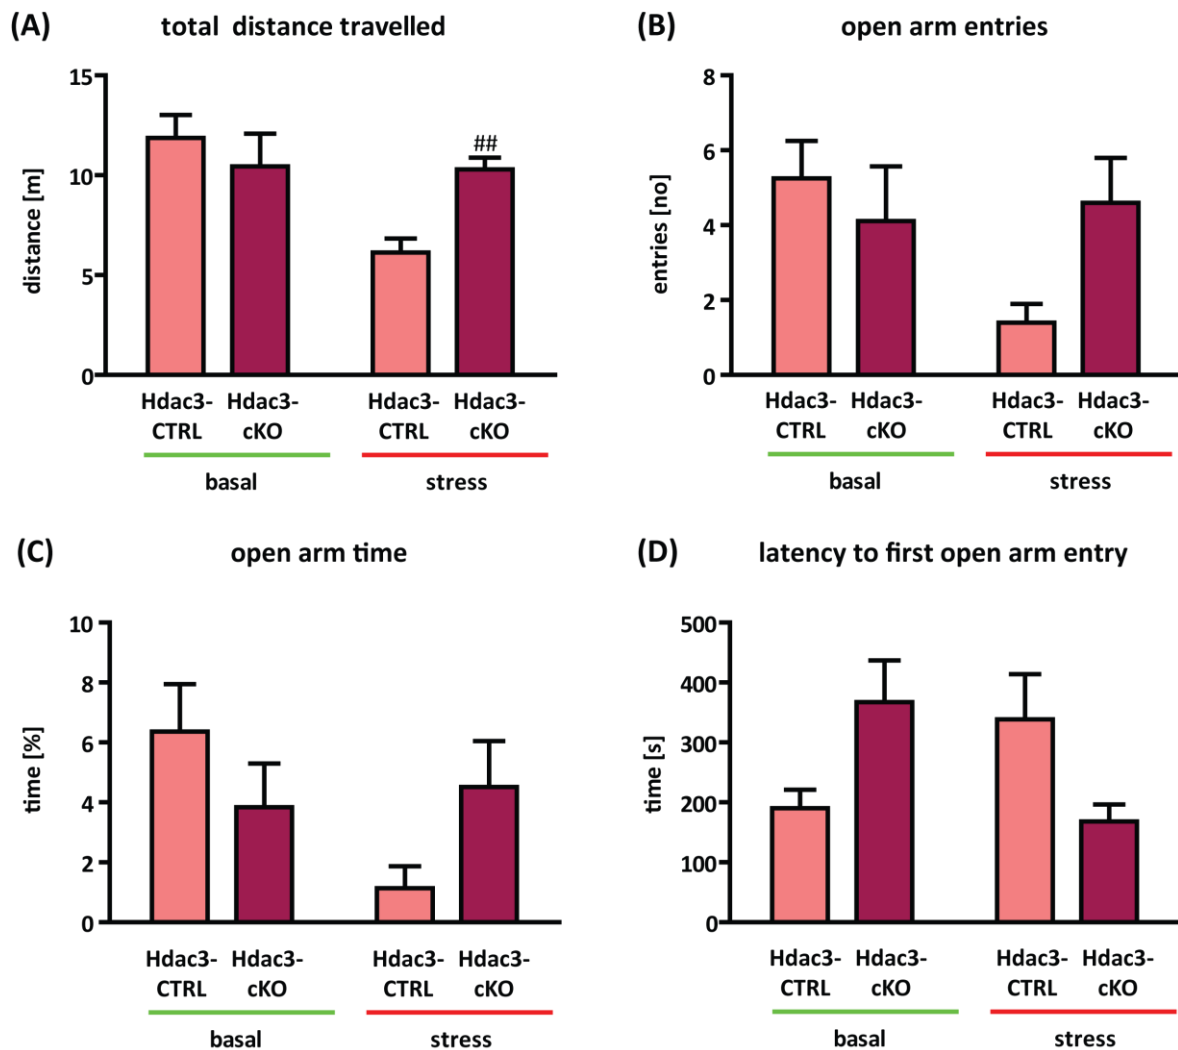 (A) total distance travelled
15
10
5
0
distance [m]
##
Hdac3- Hdac3- Hdac3- Hdac3-
CTRL cKO CTRL cKO
basal stress
(B) open arm entries
8
6
4
2
0
entries [no]
Hdac3- Hdac3- Hdac3- Hdac3-
CTRL cKO CTRL cKO
basal stress
(C) open arm time
10
8
6
4
2
0
time [%]
Hdac3- Hdac3- Hdac3- Hdac3-
CTRL cKO CTRL cKO
basal stress
(D) latency to first open arm entry
500
400
300
200
100
0
time [s]
Hdac3- Hdac3- Hdac3- Hdac3-
CTRL cKO CTRL cKO
basal stress